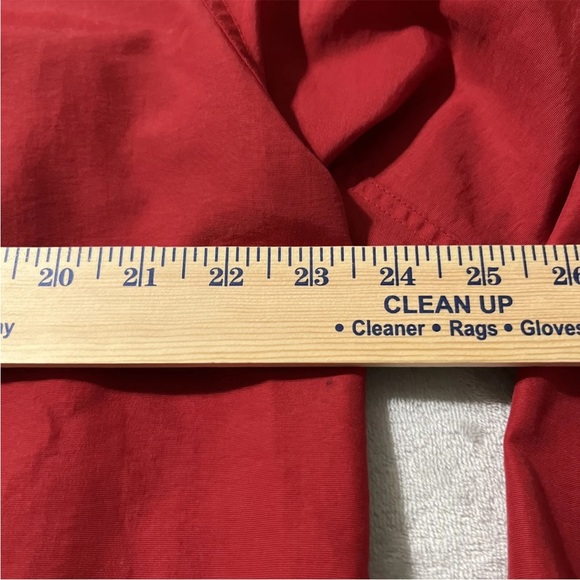 20 21 22 23 24 25 26
CLEAN UP
• Cleaner • Rags • Gloves